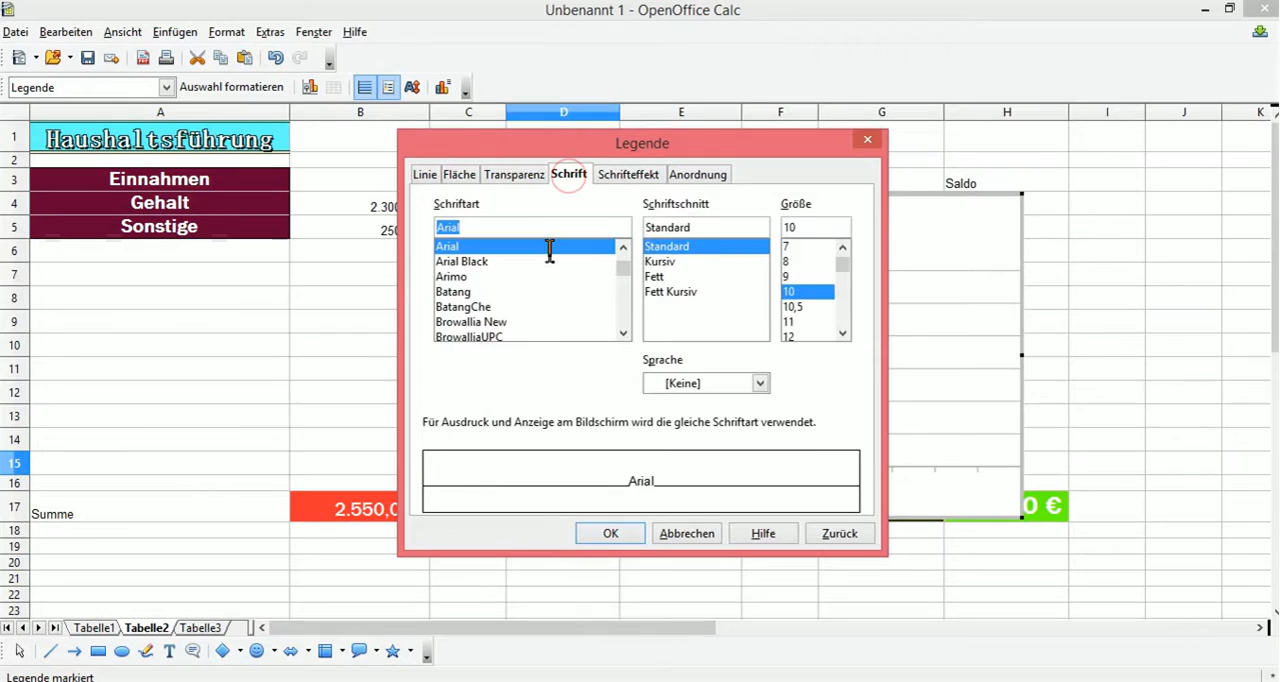 Unbenannt 1 - OpenOffice Calc
Datei Bearbeiten Ansicht Einfügen Format Extras Fenster Hilfe
Legende Auswahl formatieren
A B C D E F G H I J K
1 Haushaltsführung
2
3 Einnahmen Saldo
4 Gehalt 2.300
5 Sonstige 250
6
7
8
9
10
11
12
13
14
15
16
17 Summe 2.550,0 0 €
18
19
20
21
22
23
Legende
Linie Fläche Transparenz Schrift Schrifteffekt Anordnung
Schriftart Schriftschnitt Größe
Arial Standard 10
Arial Standard 7
Arial Black Kursiv 8
Arimo Fett 9
Batang Fett Kursiv 10
BatangChe 10,5
Browallia New 11
BrowalliaUPC 12
Sprache
[Keine]
Für Ausdruck und Anzeige am Bildschirm wird die gleiche Schriftart verwendet.
Arial
OK Abbrechen Hilfe Zurück
Tabelle1 Tabelle2 Tabelle3
Legende markiert